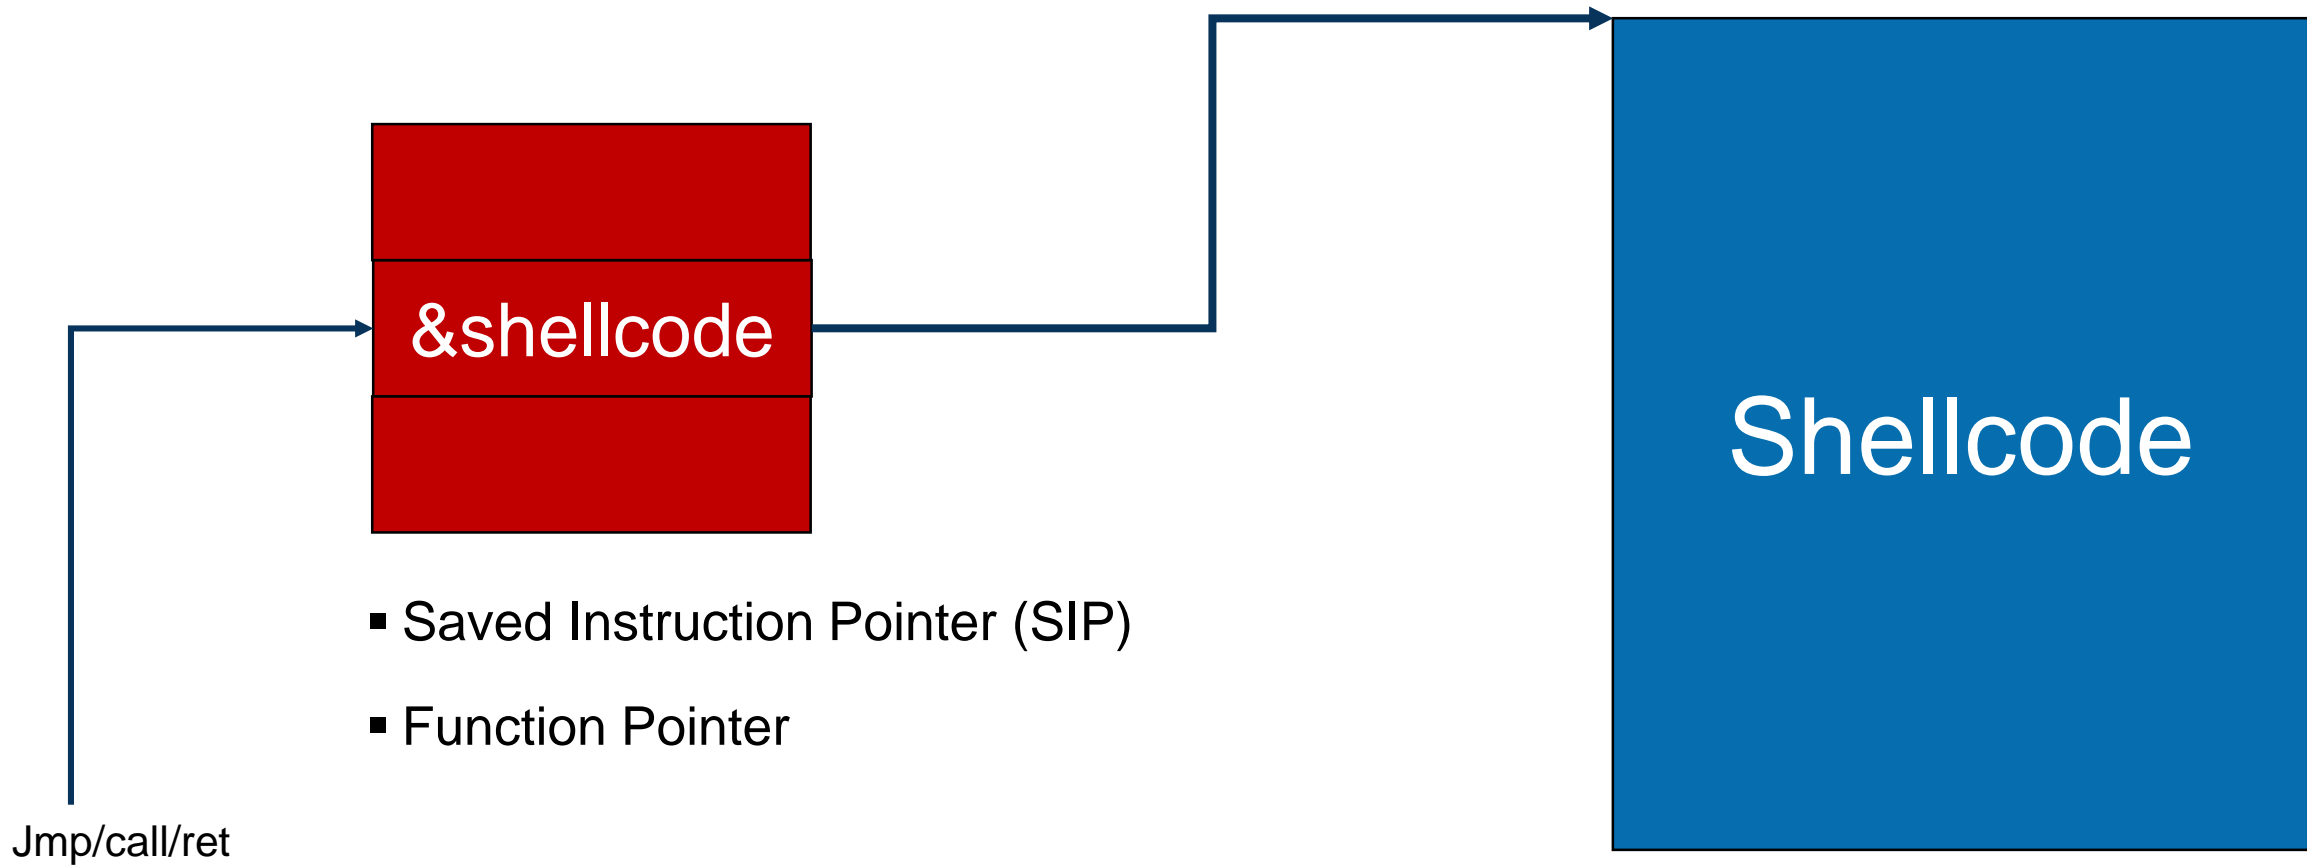 &shellcode
Shellcode
▪ Saved Instruction Pointer (SIP)
▪ Function Pointer
Jmp/call/ret